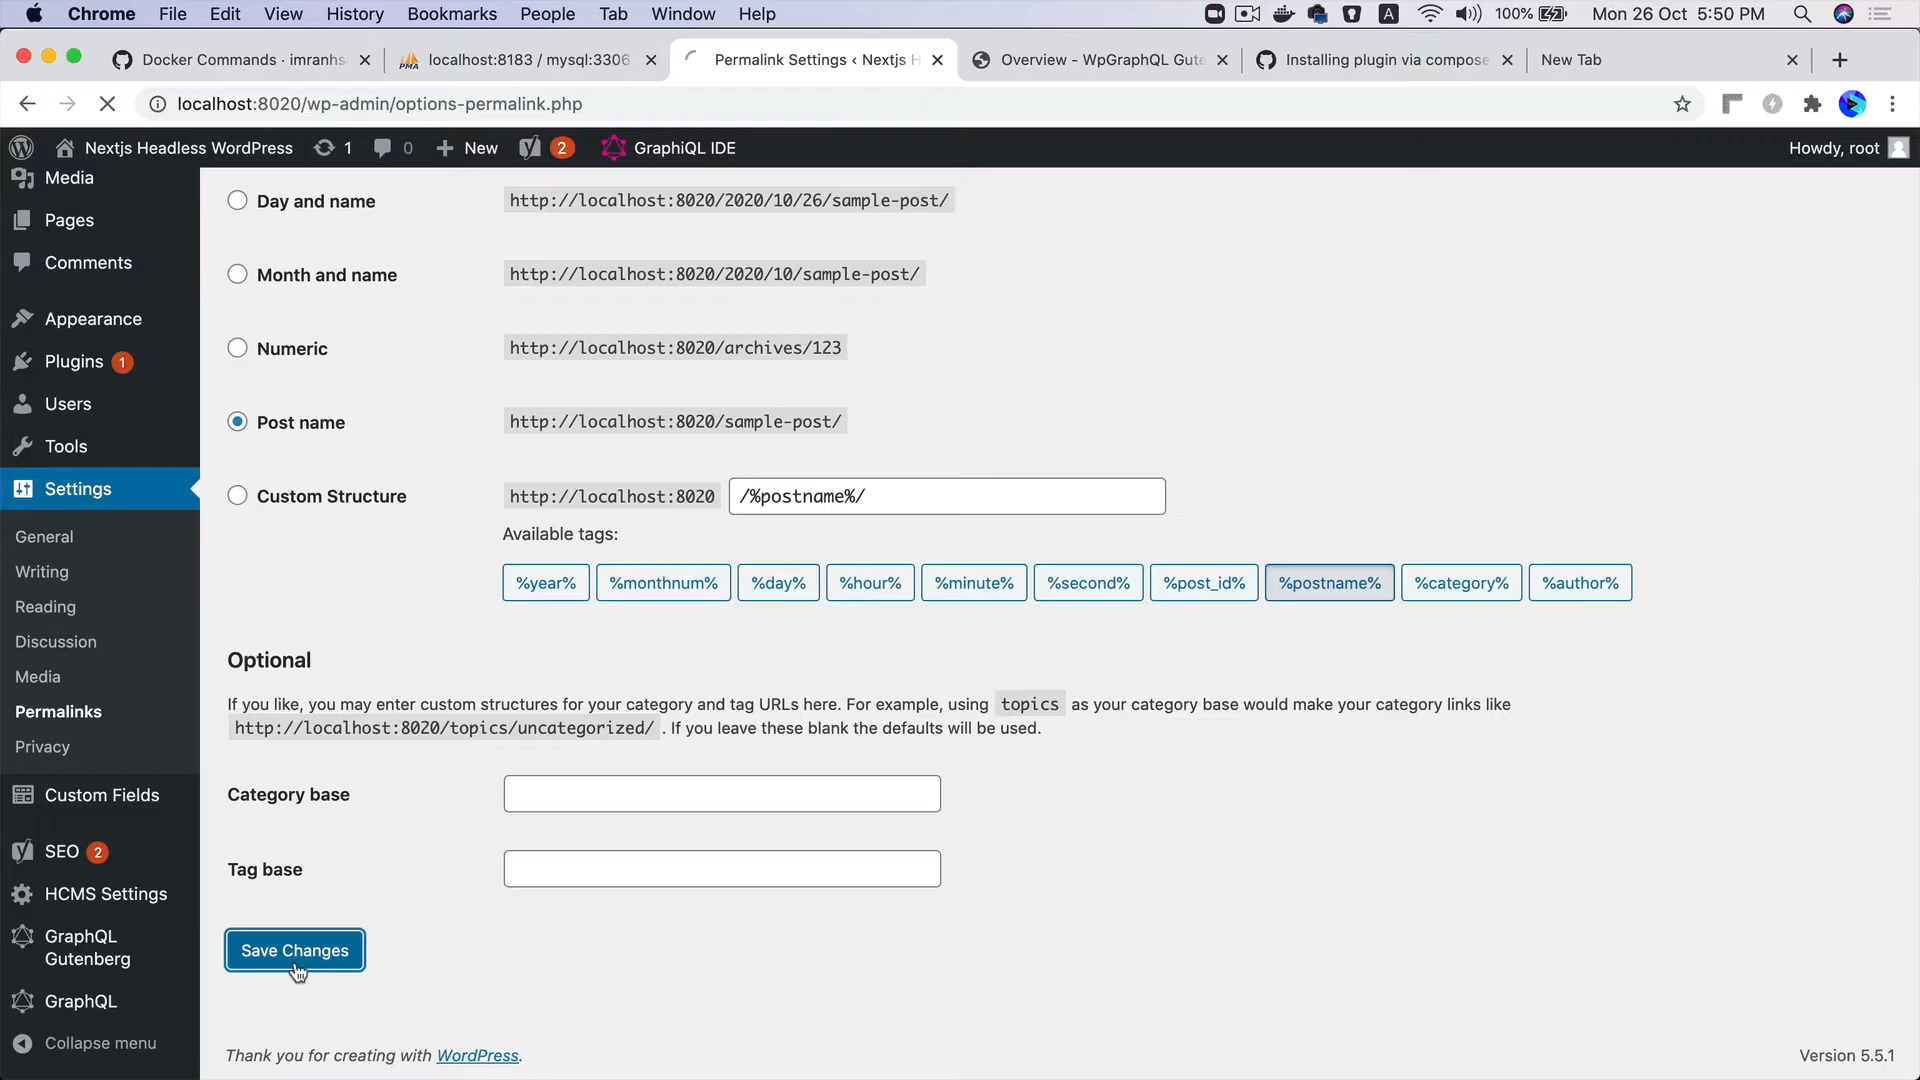 Chrome File Edit View History Bookmarks People Tab Window Help A 100% Mon 26 Oct 5:50 PM
Docker Commands · imranhs localhost:8183 / mysql:3306 Permalink Settings ‹ Nextjs H Overview - WpGraphQL Gute Installing plugin via compose New Tab
localhost:8020/wp-admin/options-permalink.php
Nextjs Headless WordPress 1 0 New 2 GraphiQL IDE Howdy, root
Media
Pages
Comments
Appearance
Plugins 1
Users
Tools
Settings
General
Writing
Reading
Discussion
Media
Permalinks
Privacy
Custom Fields
SEO 2
HCMS Settings
GraphQL
Gutenberg
GraphQL
Collapse menu
Day and name http://localhost:8020/2020/10/26/sample-post/
Month and name http://localhost:8020/2020/10/sample-post/
Numeric http://localhost:8020/archives/123
Post name http://localhost:8020/sample-post/
Custom Structure http://localhost:8020 /%postname%/
Available tags:
%year% %monthnum% %day% %hour% %minute% %second% %post_id% %postname% %category% %author%
Optional
If you like, you may enter custom structures for your category and tag URLs here. For example, using topics as your category base would make your category links like
http://localhost:8020/topics/uncategorized/ . If you leave these blank the defaults will be used.
Category base
Tag base
Save Changes
Thank you for creating with WordPress. Version 5.5.1